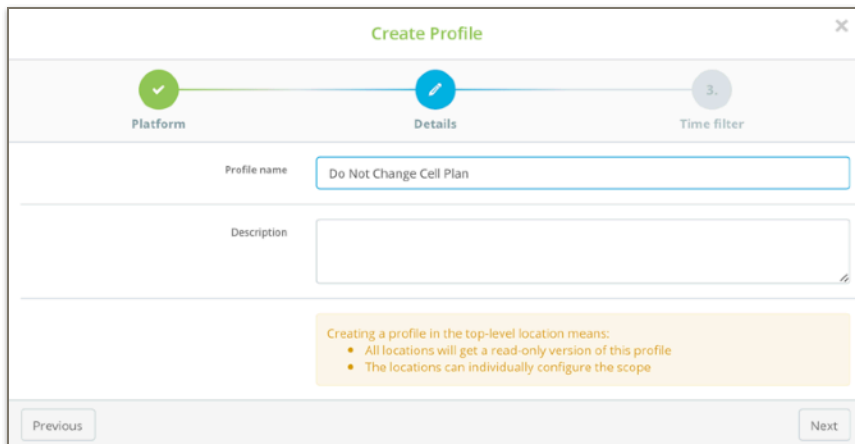 Create Profile
×
3.
Platform
Details
Time filter
Profile name
Do Not Change Cell Plan
Description
Creating a profile in the top-level location means:
• All locations will get a read-only version of this profile
• The locations can individually configure the scope
Previous
Next